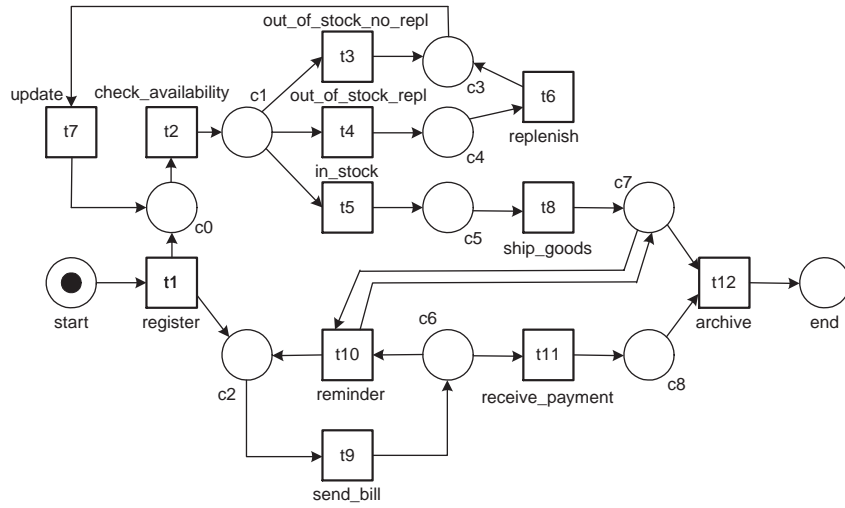 out_of_stock_no_repl
t3
c3
update
check_availability
c1
out_of_stock_repl
t6
t7
t2
t4
replenish
c4
in_stock
c7
c0
t5
c5
t8
ship_goods
start
t1
register
t12
archive
end
c6
c2
t10
reminder
t11
receive_payment
c8
t9
send_bill